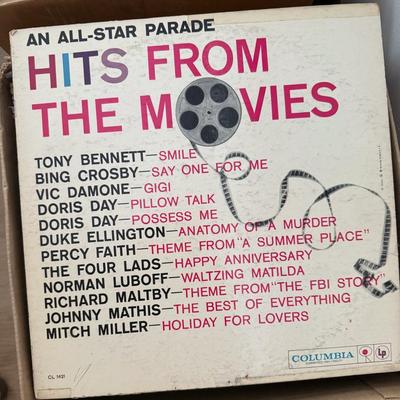 AN ALL-STAR PARADE
HITS FROM
THE MOVIES
TONY BENNETT—SMILE
BING CROSBY—SAY ONE FOR ME
VIC DAMONE—GIGI
DORIS DAY—PILLOW TALK
DORIS DAY—POSSESS ME
DUKE ELLINGTON—ANATOMY OF A MURDER
PERCY FAITH—THEME FROM "A SUMMER PLACE"
THE FOUR LADS—HAPPY ANNIVERSARY
NORMAN LUBOFF—WALTZING MATILDA
RICHARD MALTBY—THEME FROM "THE FBI STORY"
JOHNNY MATHIS—THE BEST OF EVERYTHING
MITCH MILLER—HOLIDAY FOR LOVERS
COLUMBIA Lp
CL 1421